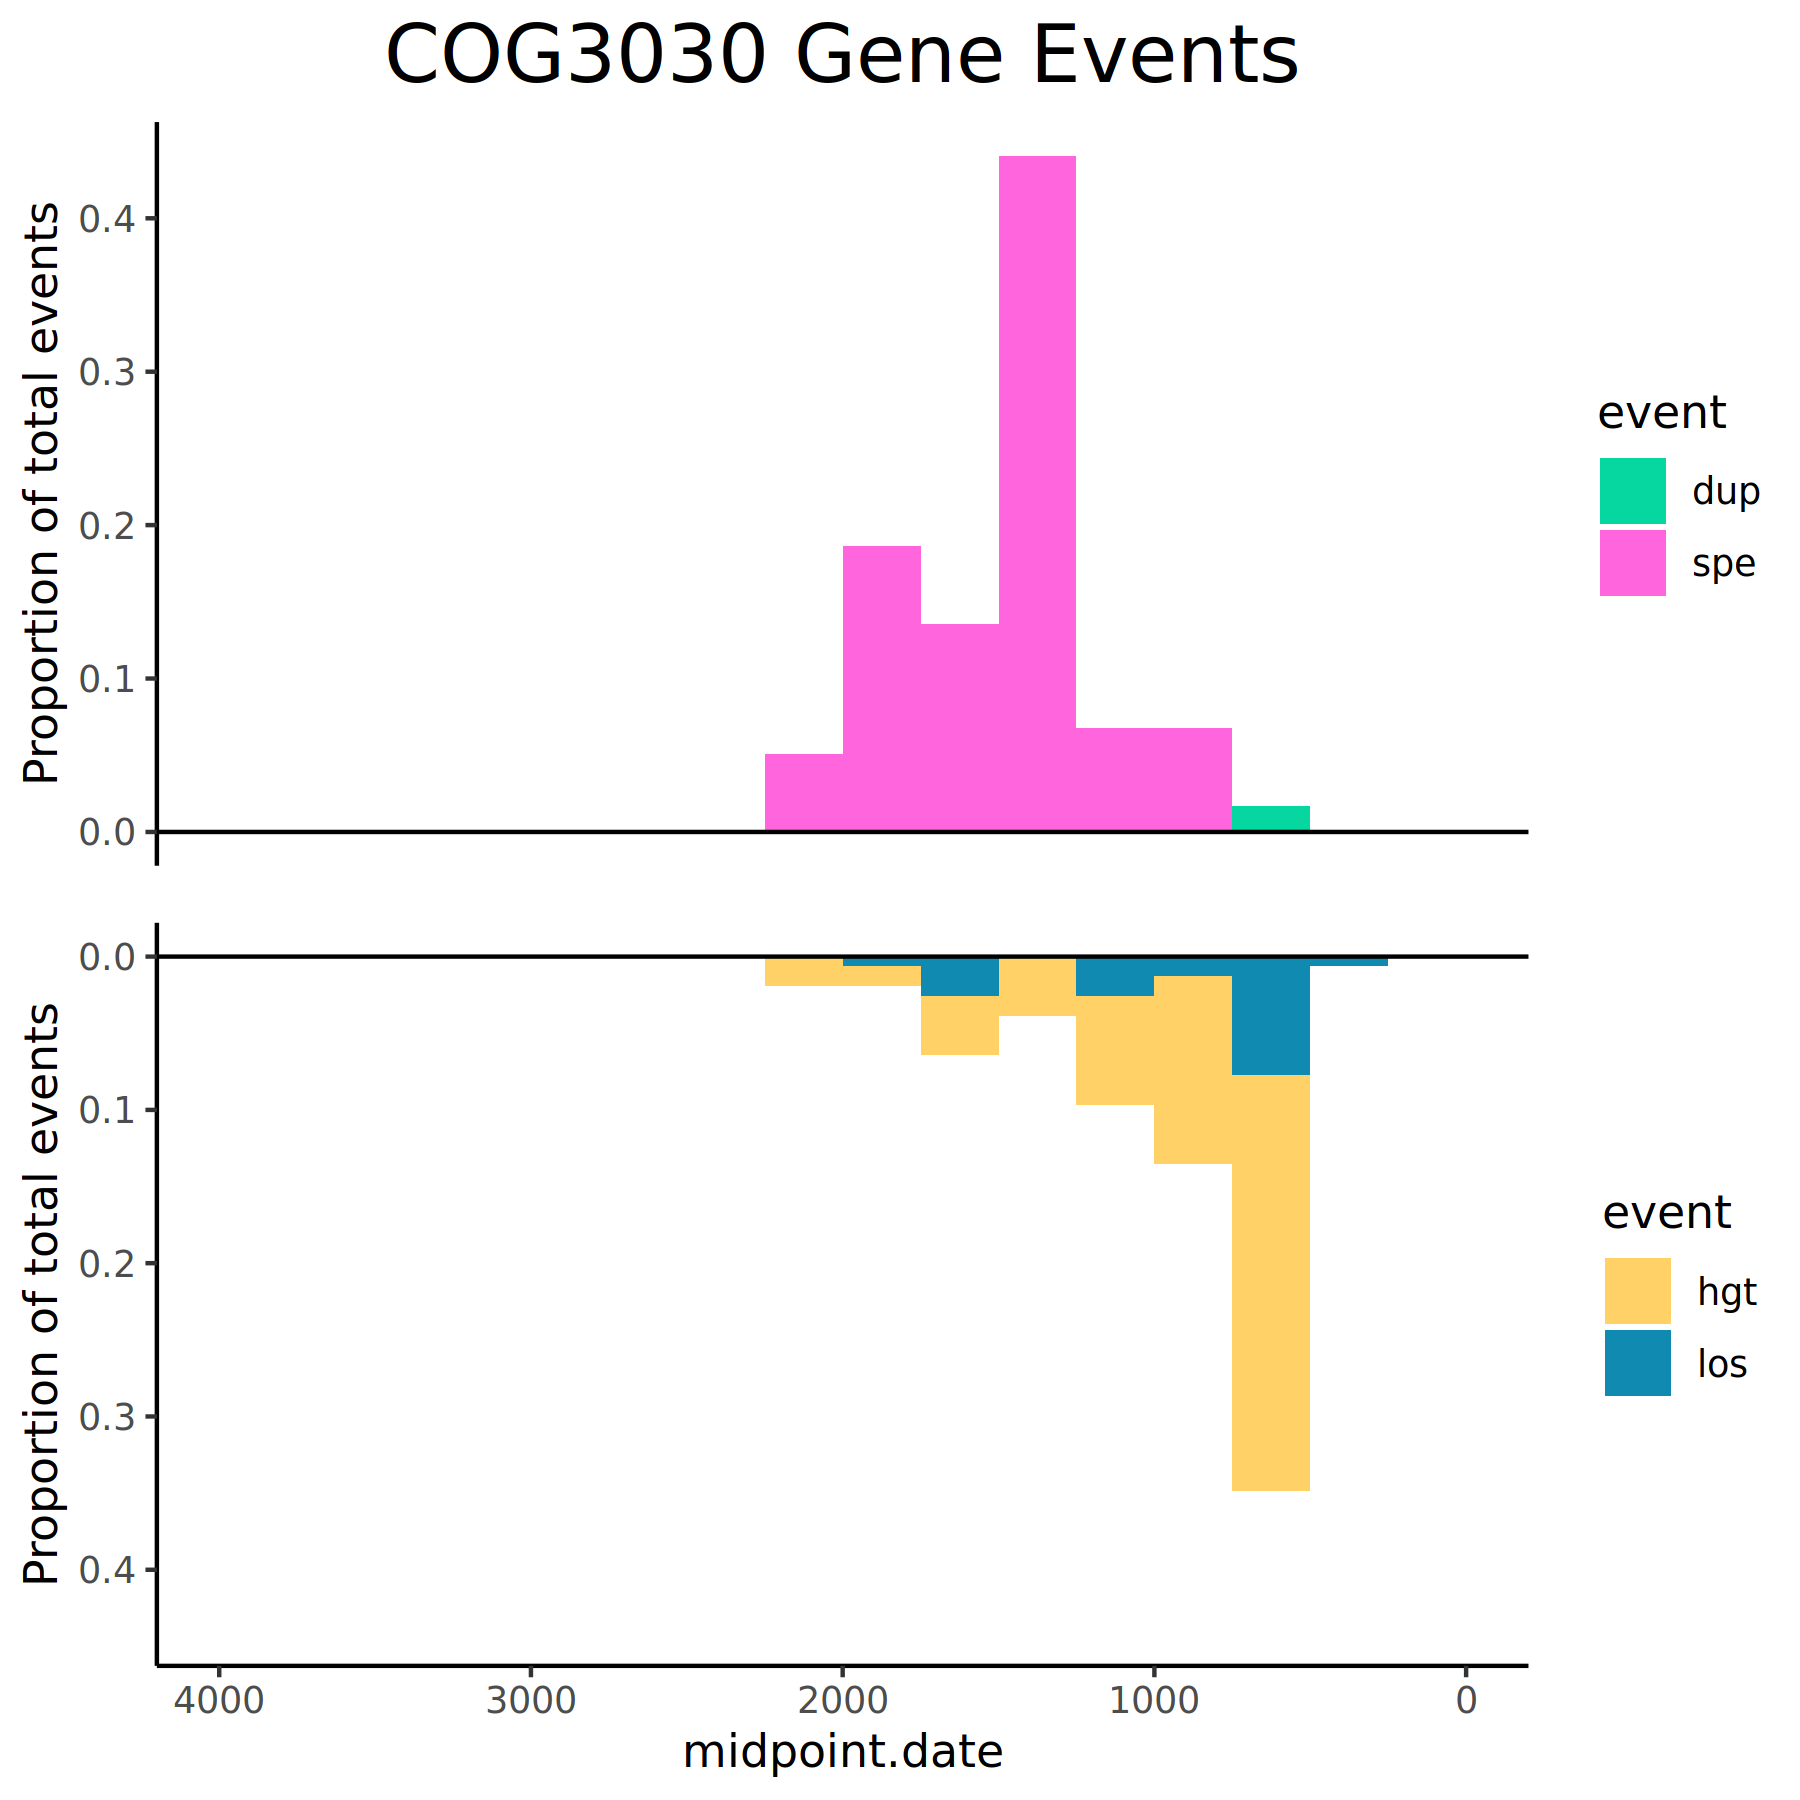 COG3030 Gene Events
Proportion of total events
0.4
0.3
0.2
0.1
0.0
event
dup
spe
Proportion of total events
0.0
0.1
0.2
0.3
0.4
event
hgt
los
4000 3000 2000 1000 0
midpoint.date